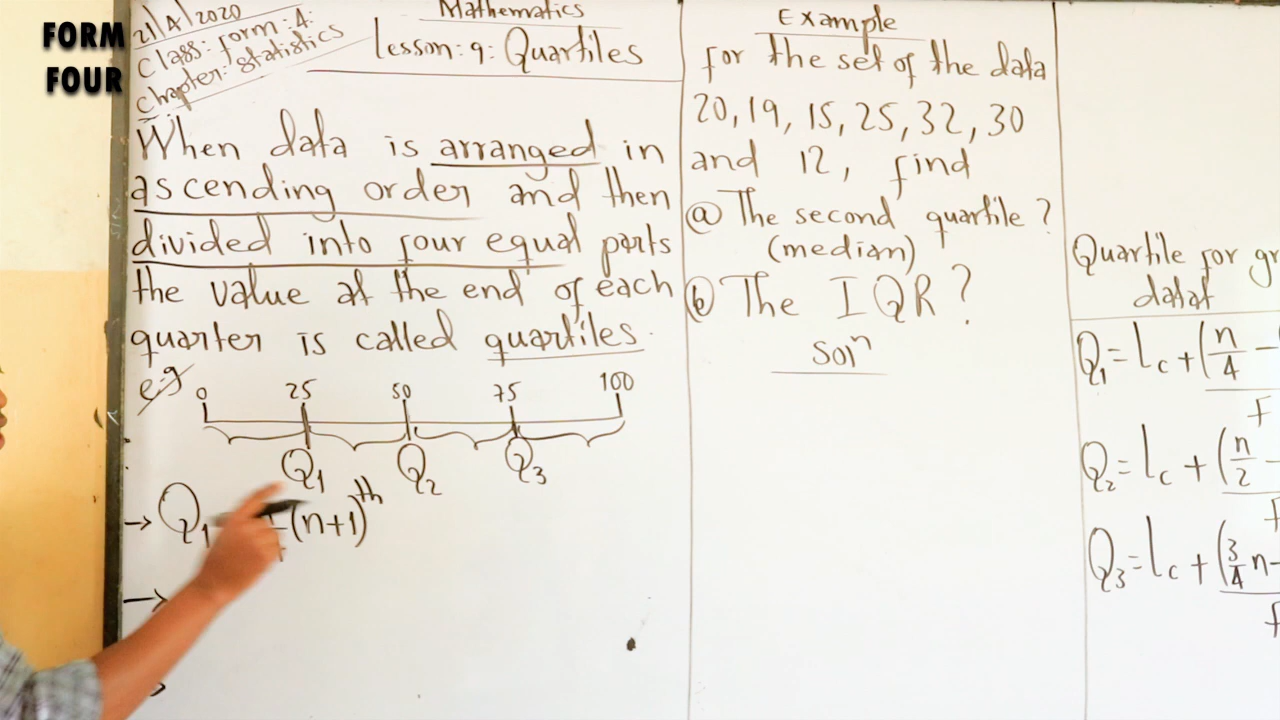 FORM
FOUR
21/4/2020
Class: form: 4:
Chapter: statistics
Mathematics
Lesson: 9: Quartiles
When data is arranged in
ascending order and then
divided into four equal parts
the value at the end of each
quarter is called quartiles.
e.g
0 25 50 75 100
Q1 Q2 Q3
→ Q1 (n+1)th
→
Example
for the set of the data
20, 19, 15, 25, 32, 30
and 12, find
ⓐ The second quartile?
(median)
ⓑ The IQR?
soln
Quartile for gr
datat
Q1 = Lc + (n/4 -
f
Q2 = Lc + (n/2 -
f
Q3 = Lc + (3/4 n -
f